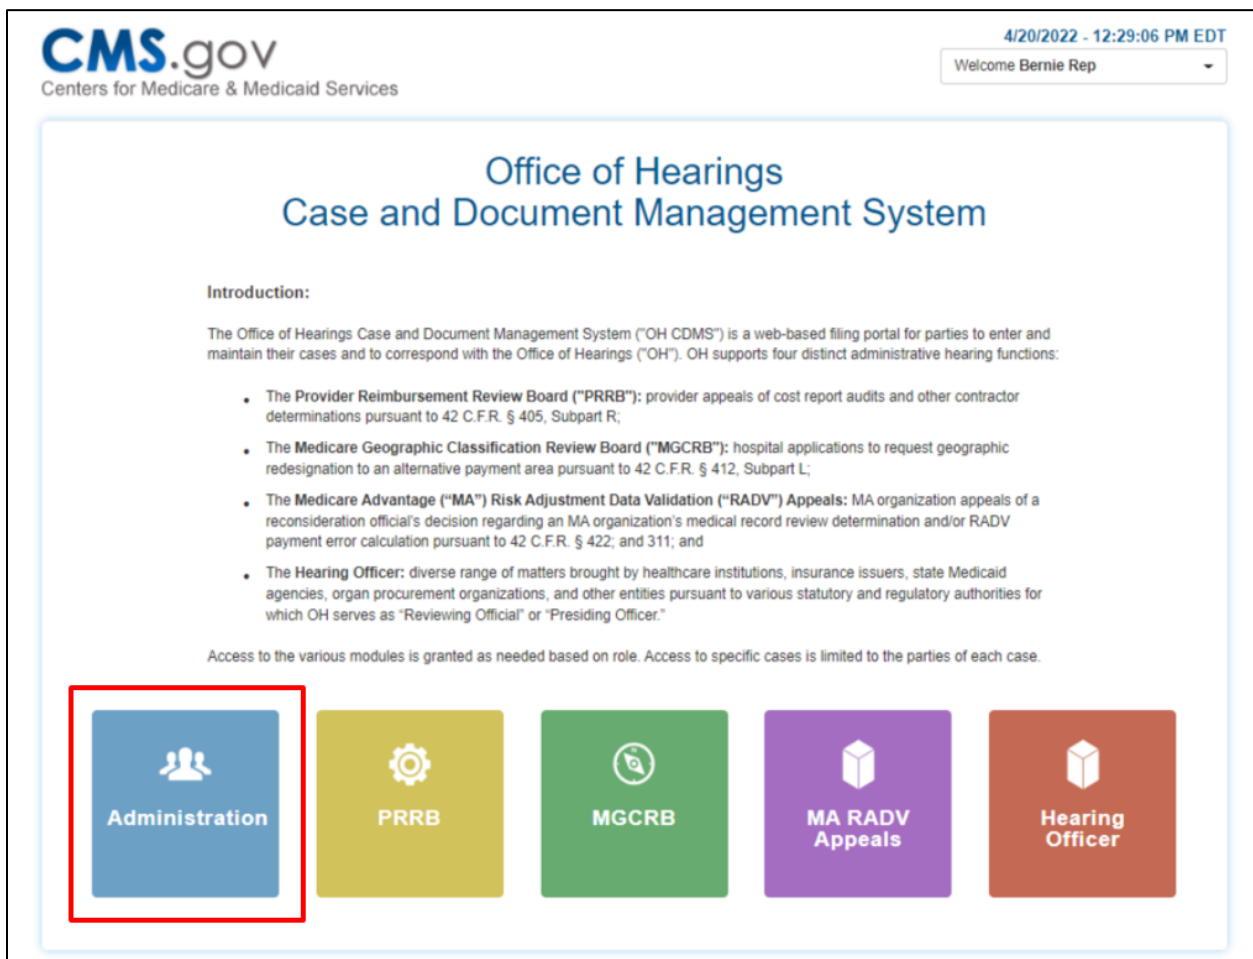 CMS.gov
Centers for Medicare & Medicaid Services
4/20/2022 - 12:29:06 PM EDT
Welcome Bernie Rep
Office of Hearings
Case and Document Management System
Introduction:
The Office of Hearings Case and Document Management System ("OH CDMS") is a web-based filing portal for parties to enter and
maintain their cases and to correspond with the Office of Hearings ("OH"). OH supports four distinct administrative hearing functions:
• The Provider Reimbursement Review Board ("PRRB"): provider appeals of cost report audits and other contractor
determinations pursuant to 42 C.F.R. § 405, Subpart R;
• The Medicare Geographic Classification Review Board ("MGCRB"): hospital applications to request geographic
redesignation to an alternative payment area pursuant to 42 C.F.R. § 412, Subpart L;
• The Medicare Advantage (“MA”) Risk Adjustment Data Validation (“RADV”) Appeals: MA organization appeals of a
reconsideration official’s decision regarding an MA organization’s medical record review determination and/or RADV
payment error calculation pursuant to 42 C.F.R. § 422; and 311; and
• The Hearing Officer: diverse range of matters brought by healthcare institutions, insurance issuers, state Medicaid
agencies, organ procurement organizations, and other entities pursuant to various statutory and regulatory authorities for
which OH serves as “Reviewing Official” or “Presiding Officer.”
Access to the various modules is granted as needed based on role. Access to specific cases is limited to the parties of each case.
Administration
PRRB
MGCRB
MA RADV
Appeals
Hearing
Officer